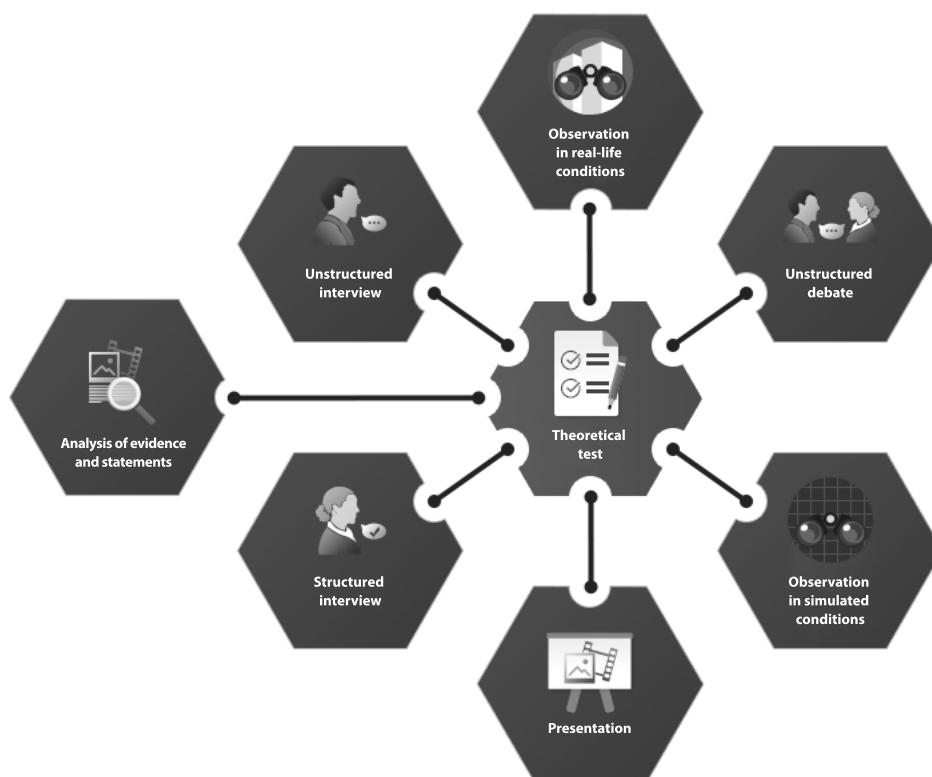 Observation
in real-life
conditions
Unstructured
interview
Unstructured
debate
Analysis of evidence
and statements
Theoretical
test
Structured
interview
Observation
in simulated
conditions
Presentation